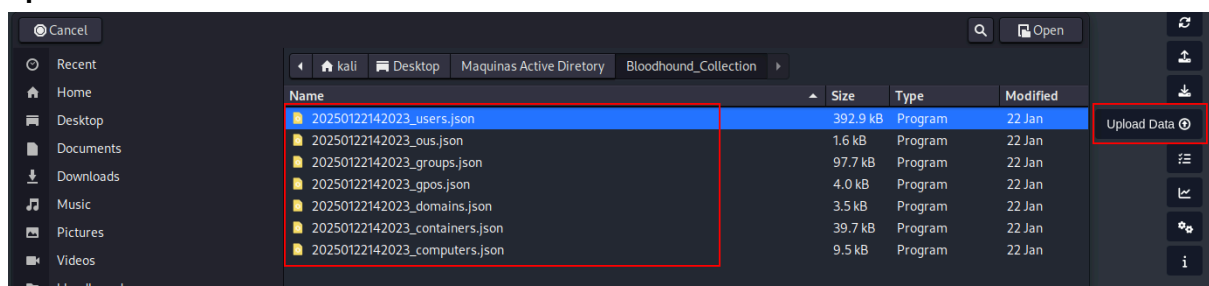 Cancel
Open
Recent
kali Desktop Maquinas Active Diretory Bloodhound_Collection
Home
Name Size Type Modified
Desktop
20250122142023_users.json 392.9 kB Program 22 Jan
Upload Data
20250122142023_ous.json 1.6 kB Program 22 Jan
Documents
20250122142023_groups.json 97.7 kB Program 22 Jan
Downloads
20250122142023_gpos.json 4.0 kB Program 22 Jan
Music
20250122142023_domains.json 3.5 kB Program 22 Jan
Pictures
20250122142023_containers.json 39.7 kB Program 22 Jan
Videos
20250122142023_computers.json 9.5 kB Program 22 Jan